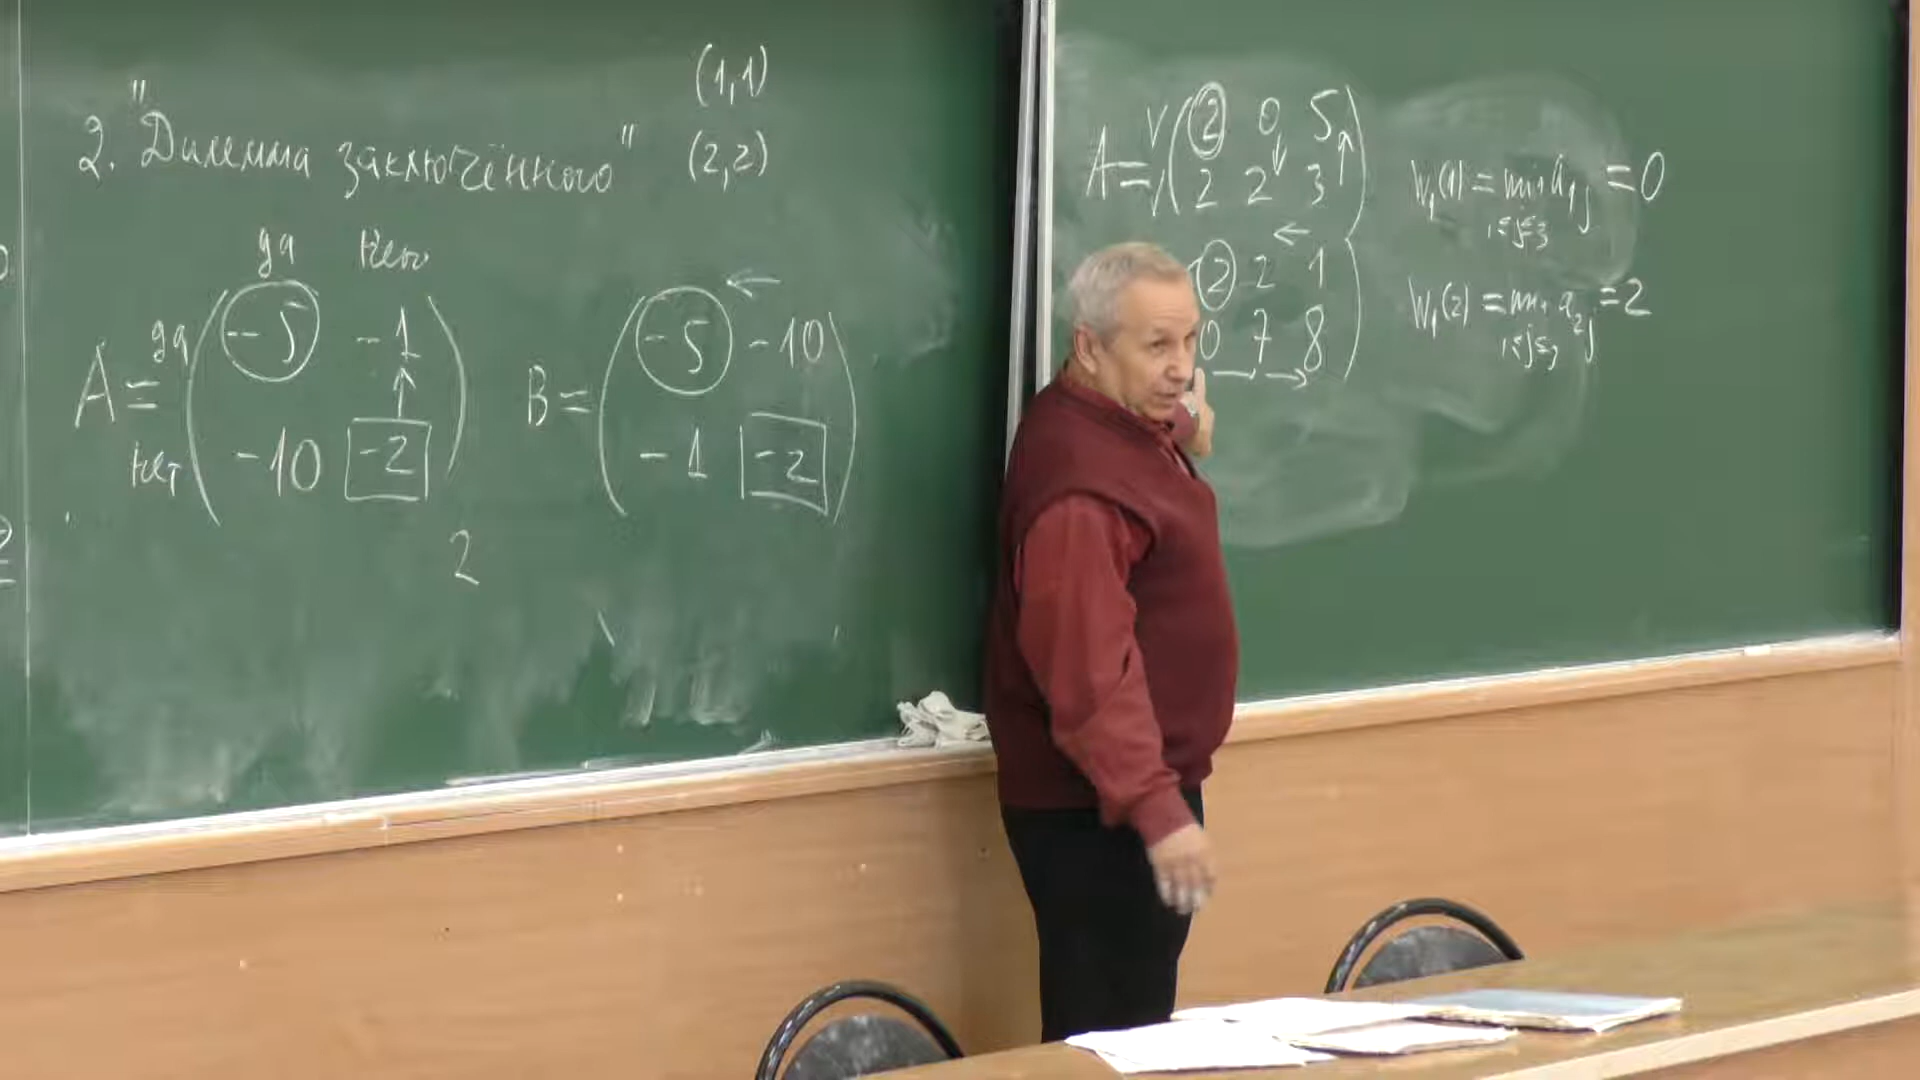 2. "Дилемма заключённого"
(1,1)
(2,2)
да нет
A = да ( -5 -1 )
нет ( -10 -2 )
B = ( -5 -10 )
( -1 -2 )
2
A = ( 2 0 5 )
( 2 2 3 )
2 2 1
0 7 8
W₁(1) = min a₁ⱼ = 0
1≤j≤3
W₁(2) = min a₂ⱼ = 2
1≤j≤3